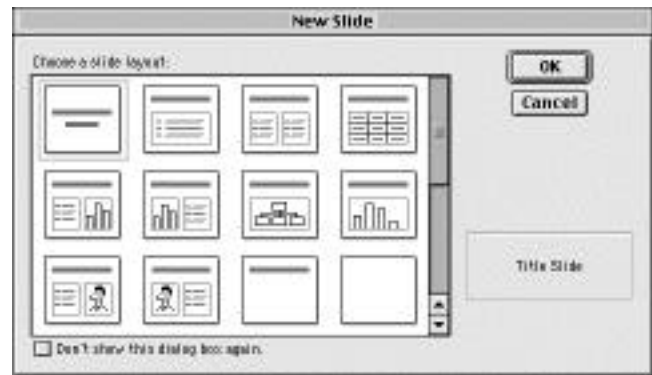 New Slide
Choose a slide layout:
OK
Cancel
Title Slide
Don't show this dialog box again.